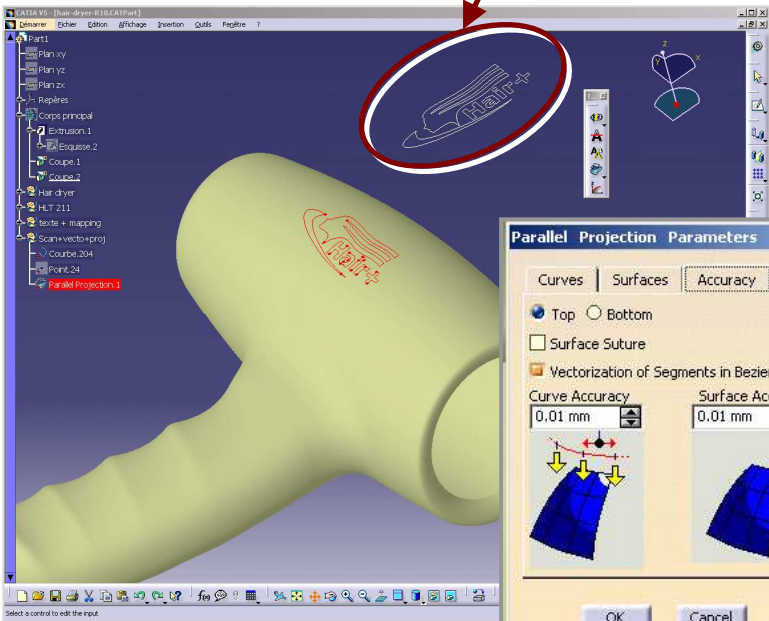 CATIA V5 - [hair-dryer-R10.CATPart]
Démarrer Fichier Edition Affichage Insertion Outils Fenêtre ?
Part1
Plan xy
Plan yz
Plan zx
Repères
Corps principal
Extrusion.1
Esquisse.2
Coupe.1
Coupe.2
Hair dryer
HLT 211
texte + mapping
Scan+vecto+proj
Courbe.204
Point.24
Parallel Projection.1
Hair+
Hair+
z
y
x
Parallel Projection Parameters
Curves Surfaces Accuracy
Top Bottom
Surface Suture
Vectorization of Segments in Bezie
Curve Accuracy Surface Acc
0.01 mm 0.01 mm
OK Cancel
f(x)
Select a control to edit the input